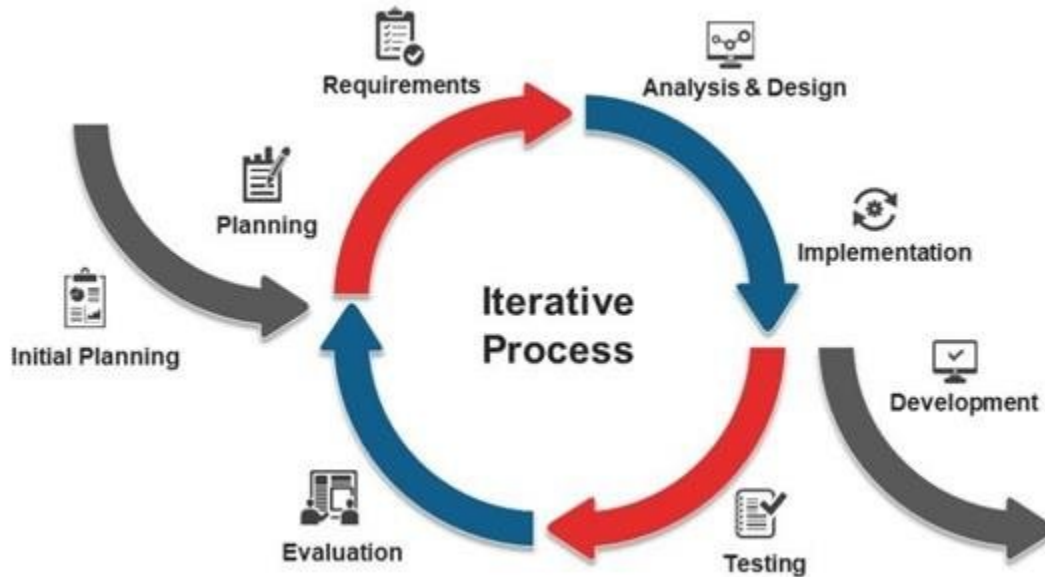 Requirements
Analysis & Design
Planning
Implementation
Iterative
Process
Initial Planning
Development
Evaluation
Testing